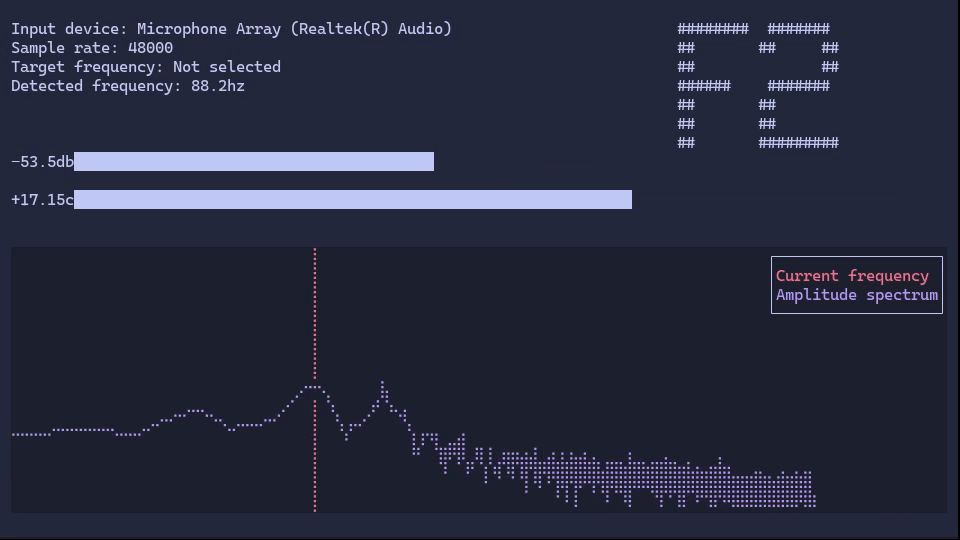 Input device: Microphone Array (Realtek(R) Audio)
Sample rate: 48000
Target frequency: Not selected
Detected frequency: 88.2hz
F2
-53.5db
+17.15c
Current frequency
Amplitude spectrum